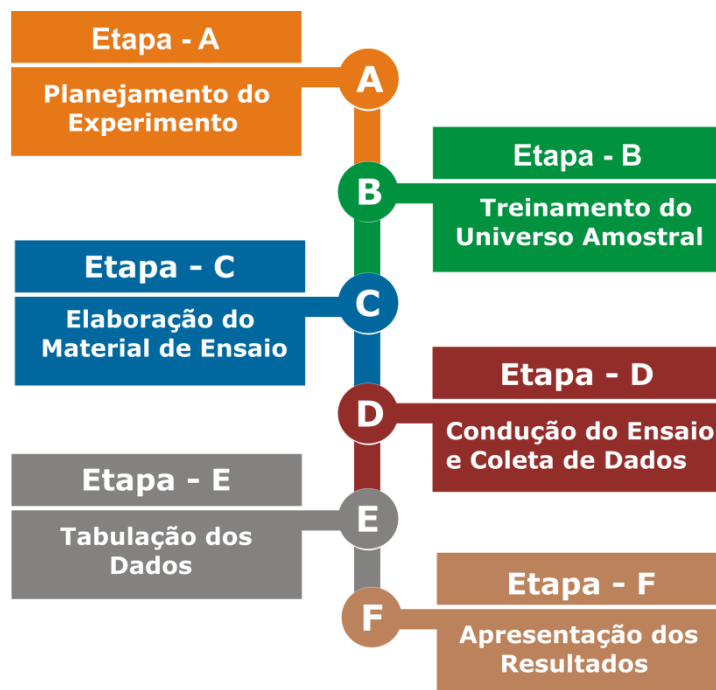 Etapa - A
Planejamento do
Experimento
A
Etapa - B
Treinamento do
Universo Amostral
B
Etapa - C
Elaboração do
Material de Ensaio
C
Etapa - D
Condução do Ensaio
e Coleta de Dados
D
Etapa - E
Tabulação dos
Dados
E
Etapa - F
Apresentação dos
Resultados
F